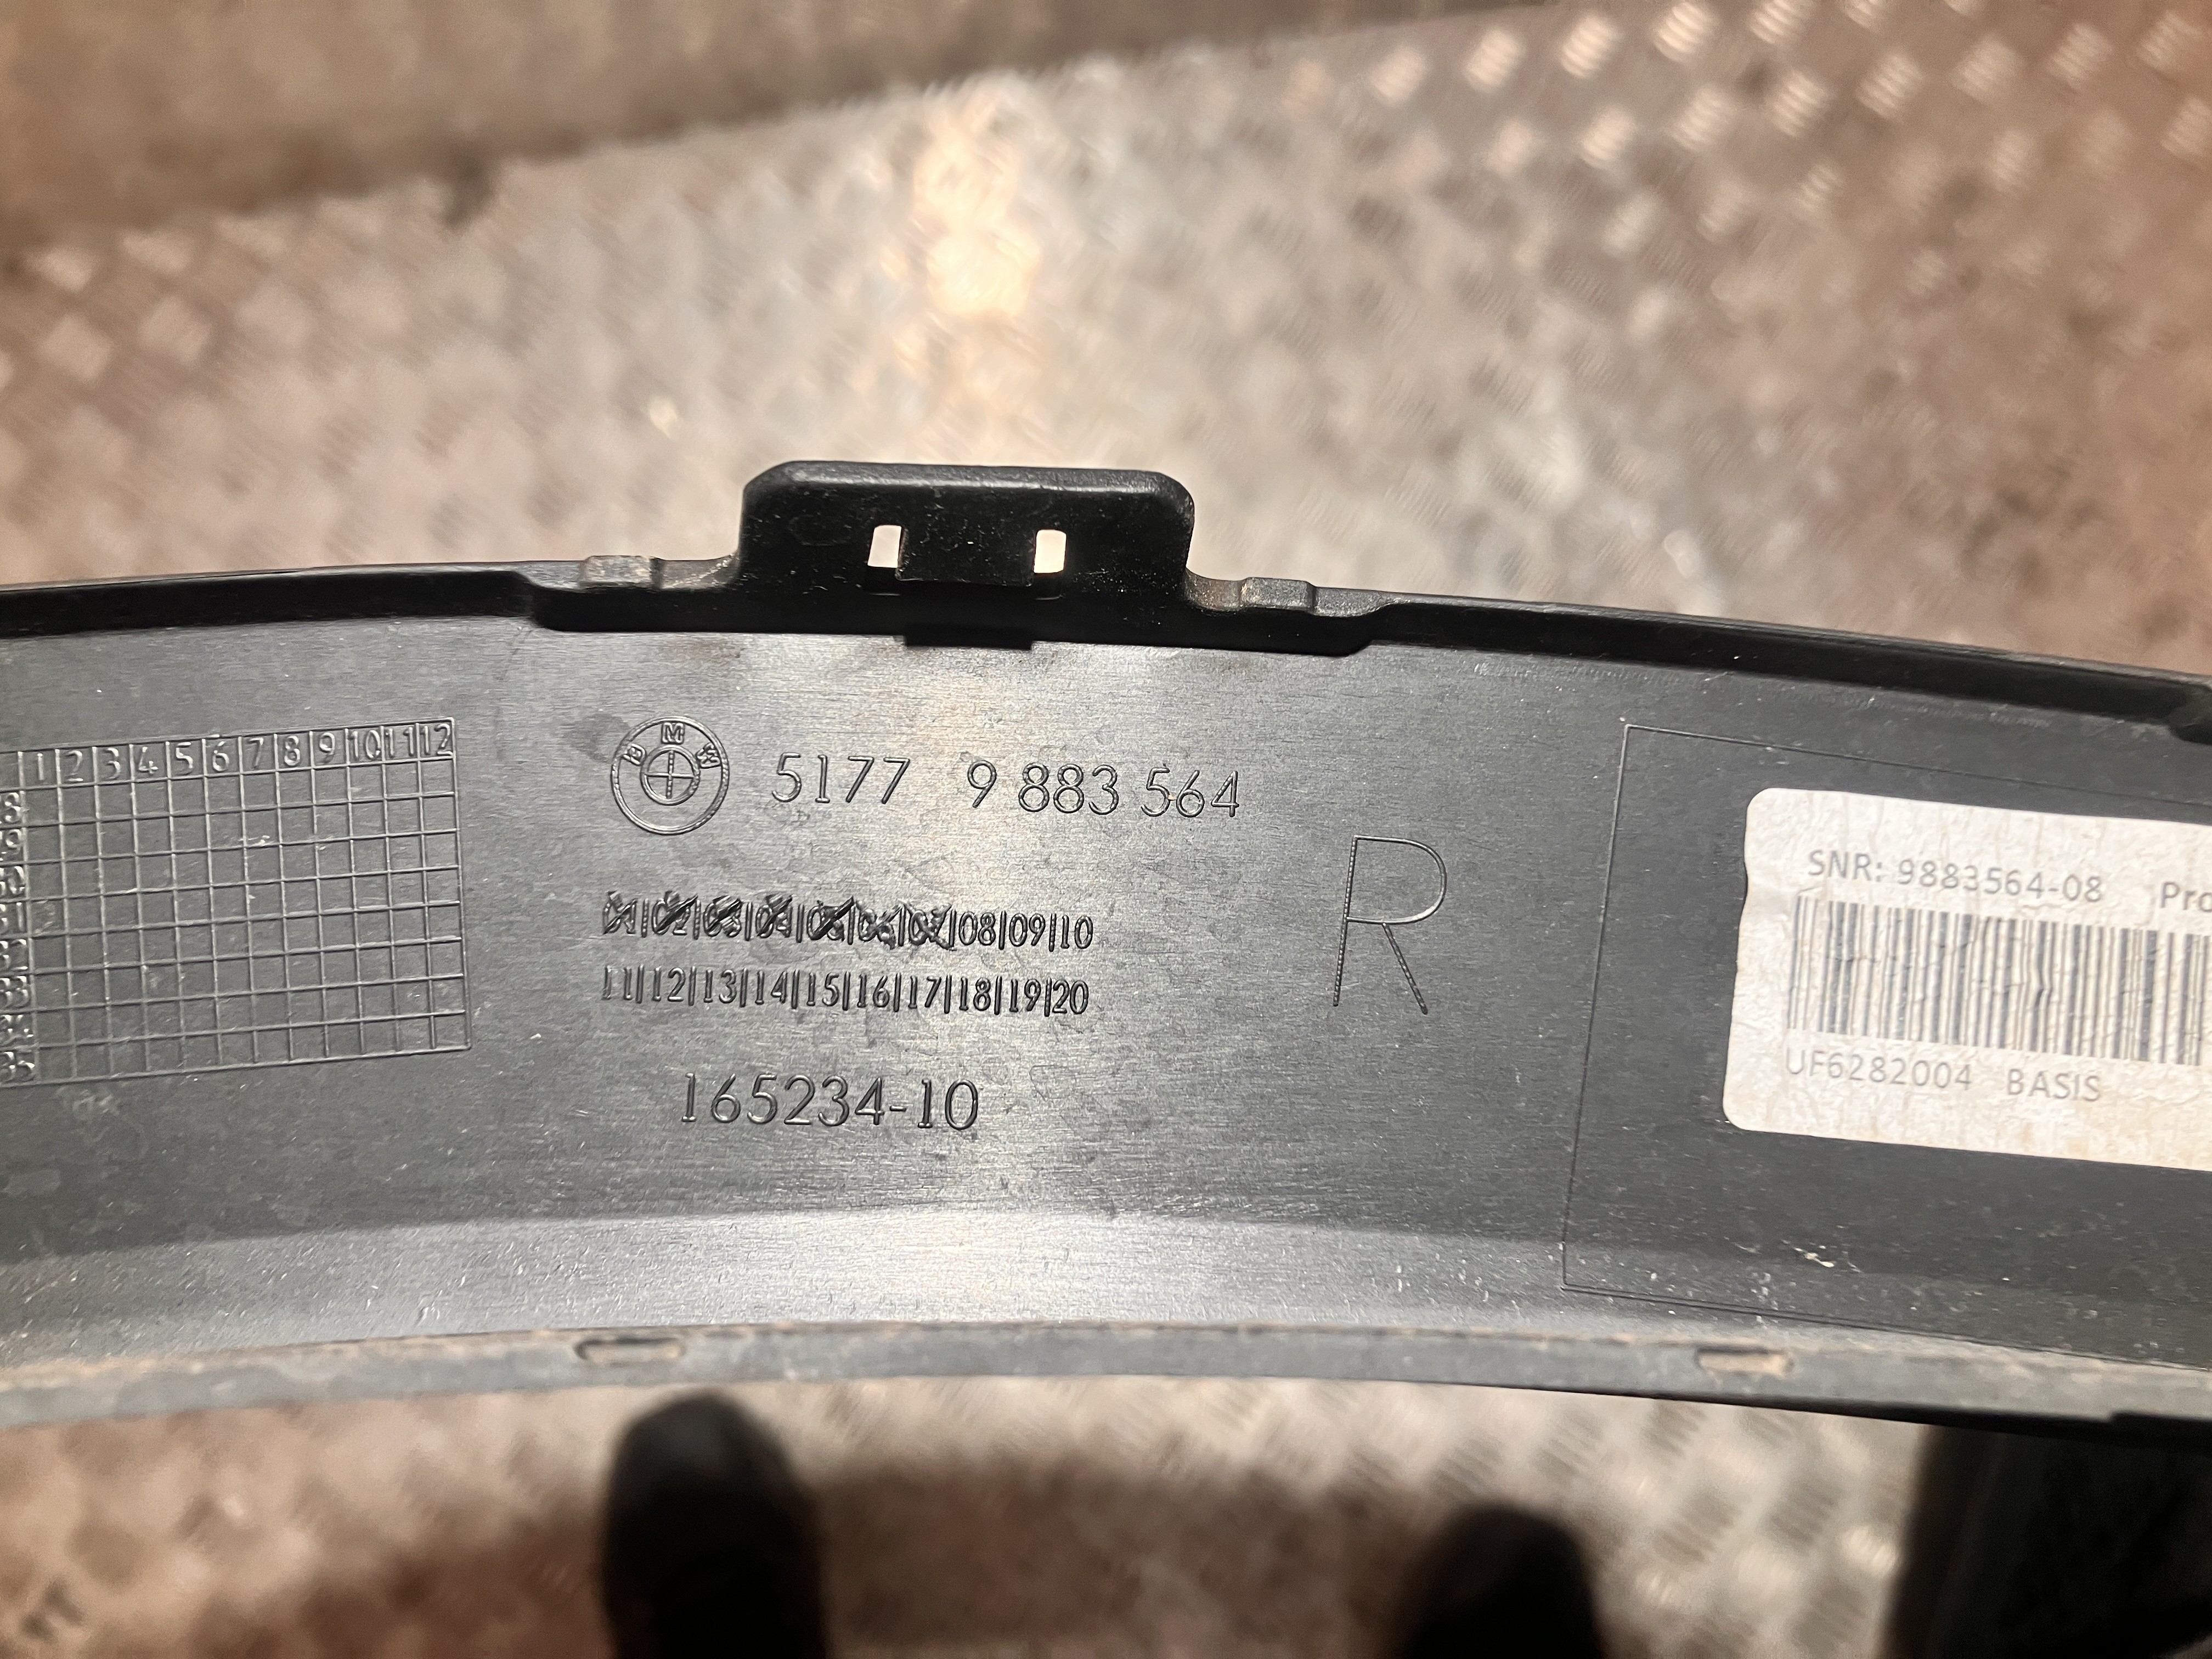 1 2 3 4 5 6 7 8 9 10 11 12
BMW
5177 9 883 564
R
01|02|03|04|05|06|07|08|09|10
11|12|13|14|15|16|17|18|19|20
165234-10
SNR: 9883564-08 Pro
UF6282004 BASIS